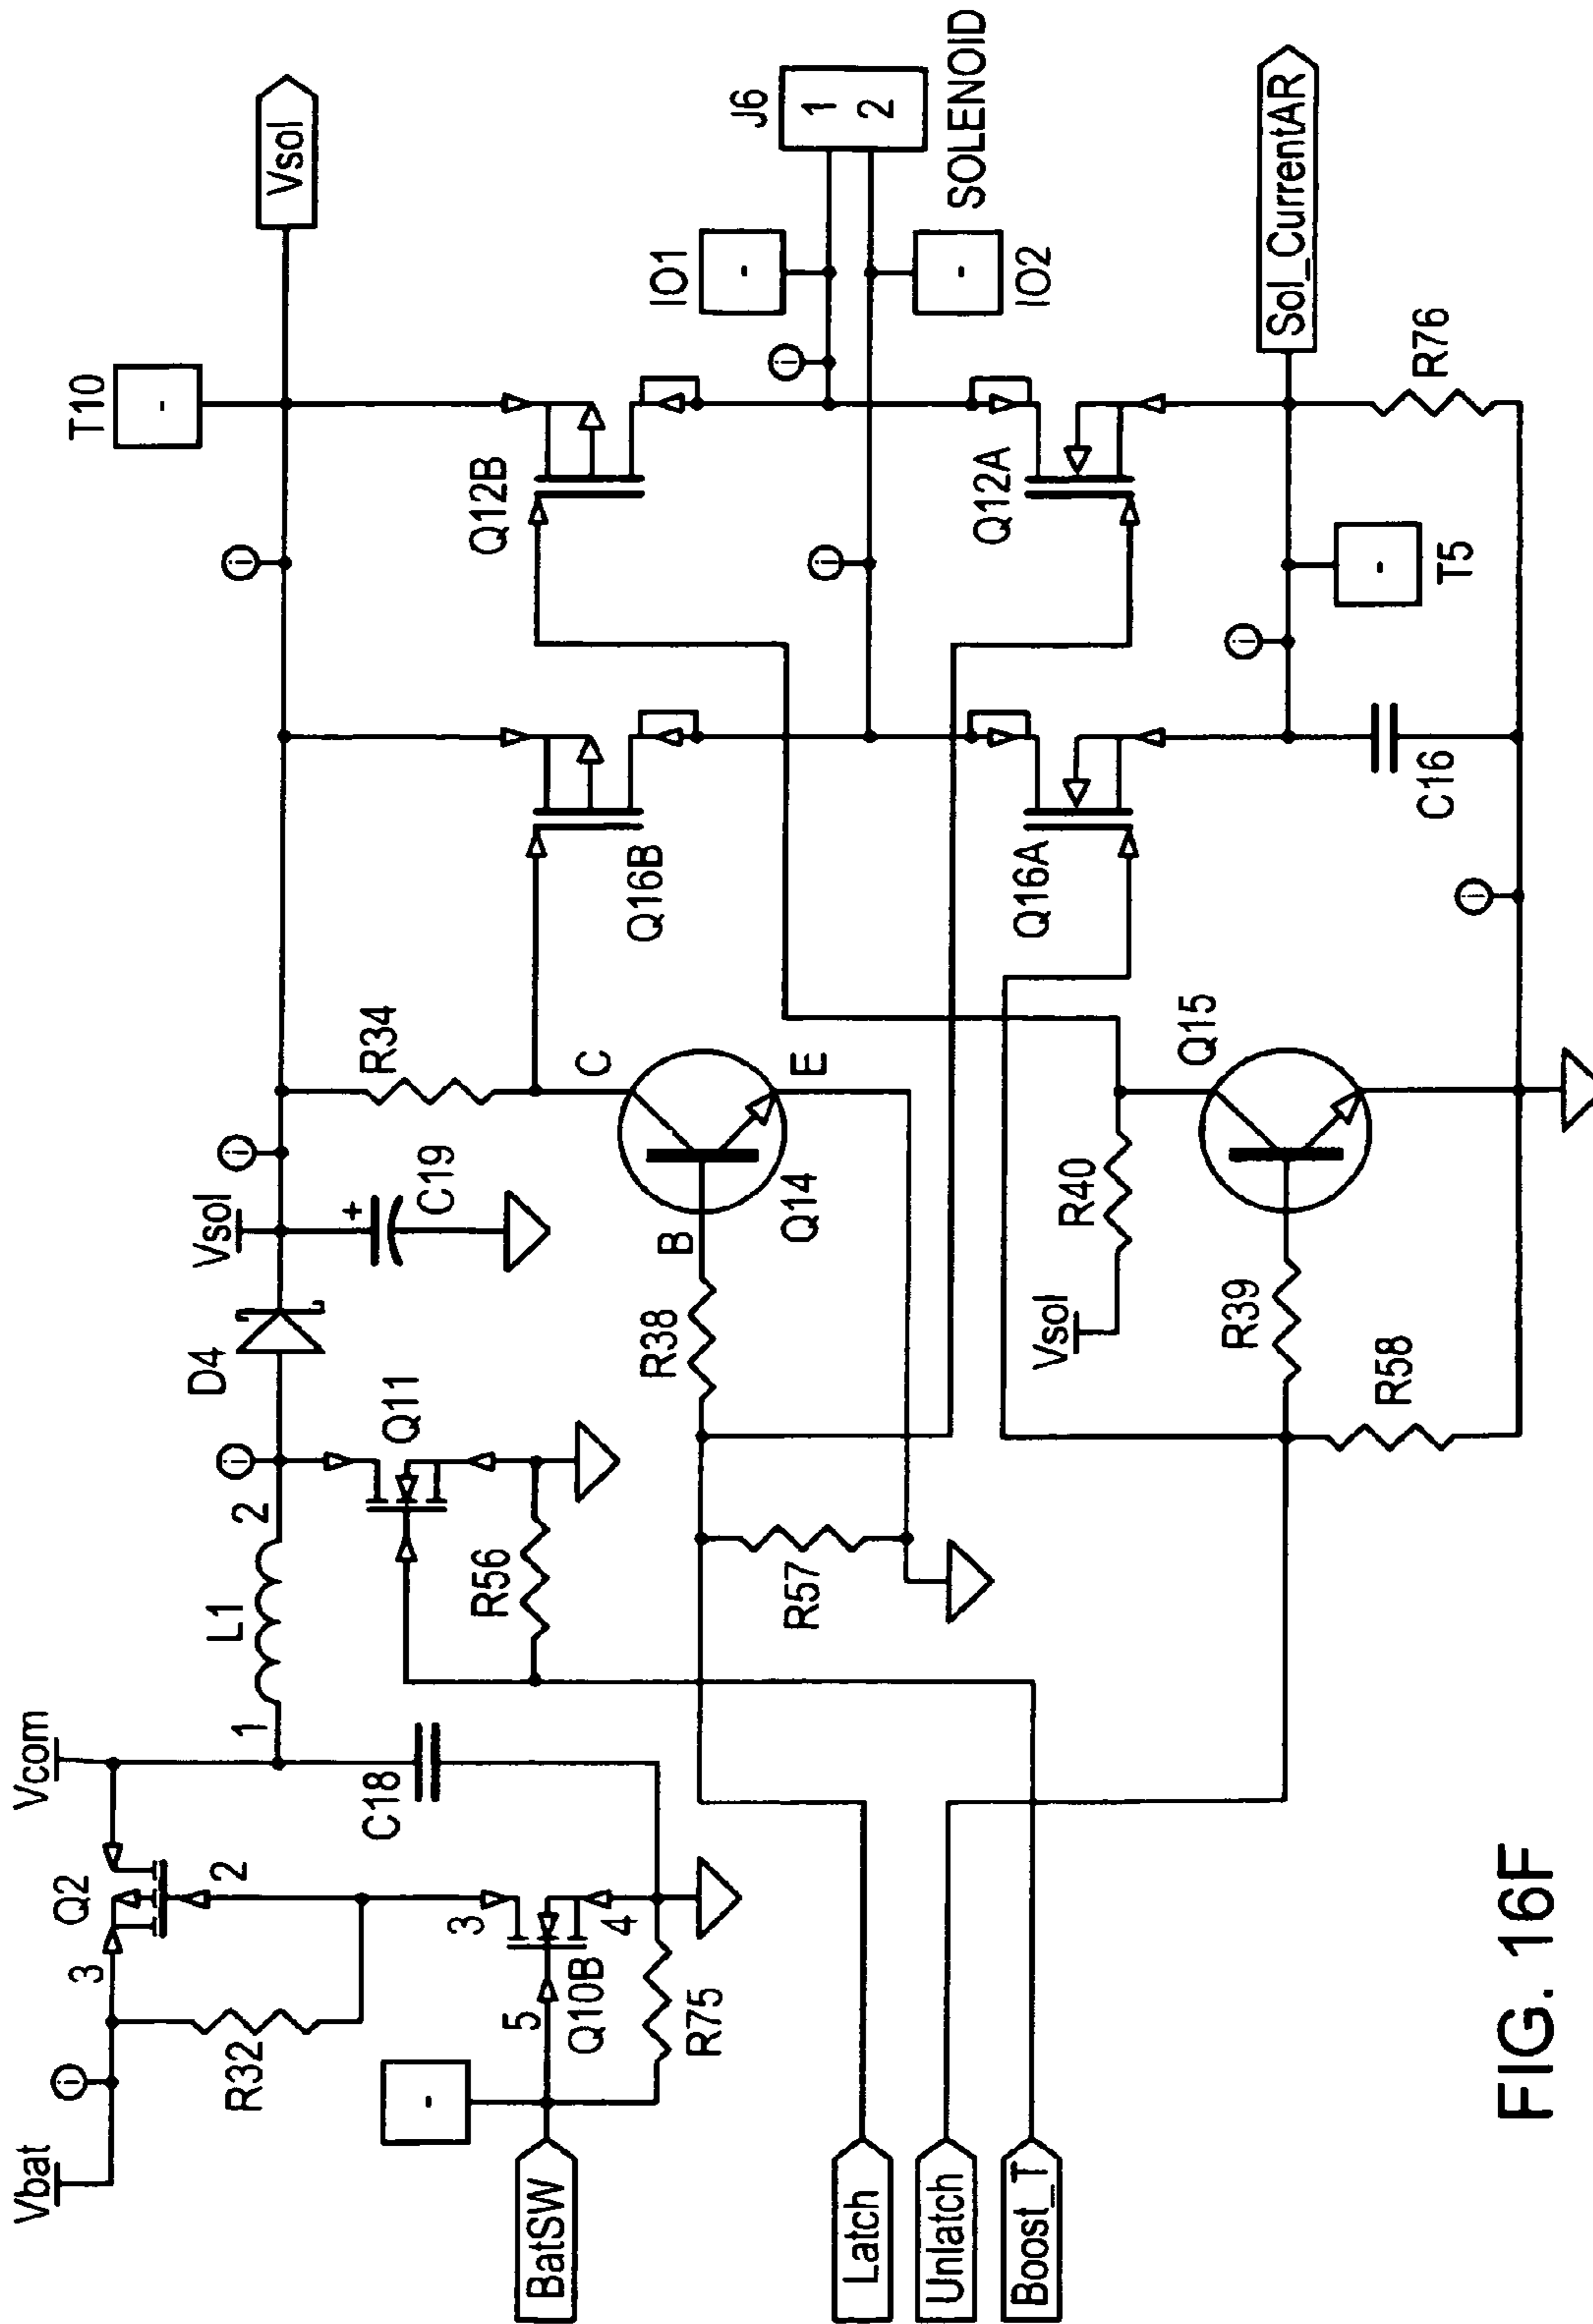 Vbat
Vcom
3
Q2
2
R32
BatSW
5
3
4
Q10B
R75
C18
1
L1
2
D4
Q11
R56
Vsol
+
C19
R34
C
B
E
Q14
R38
R57
Latch
Unlatch
Boost_T
Vsol
R40
R39
R58
Q15
Q16B
Q16A
Q12B
Q12A
C16
R76
T10
T5
Vsol
IO1
IO2
J6
1
2
SOLENOID
Sol_CurrentAR
i
i
i
i
i
i
i
i
-
-
-
-
-
FIG. 16F